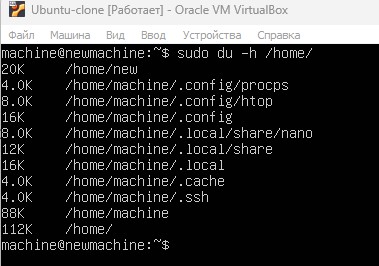 Ubuntu-clone [Работает] - Oracle VM VirtualBox
Файл Машина Вид Ввод Устройства Справка
machine@newmachine:~$ sudo du -h /home/
20K /home/new
4.0K /home/machine/.config/procps
8.0K /home/machine/.config/htop
16K /home/machine/.config
8.0K /home/machine/.local/share/nano
12K /home/machine/.local/share
16K /home/machine/.local
4.0K /home/machine/.cache
4.0K /home/machine/.ssh
88K /home/machine
112K /home/
machine@newmachine:~$